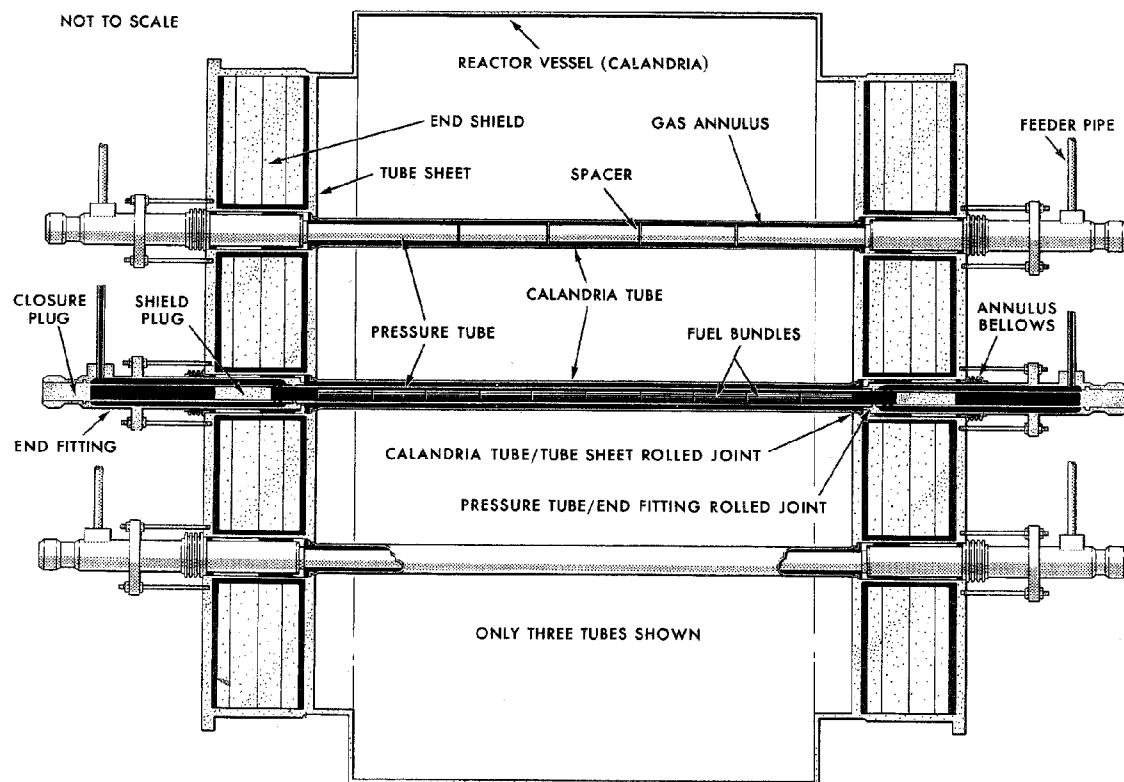 NOT TO SCALE
REACTOR VESSEL (CALANDRIA)
END SHIELD
GAS ANNULUS
FEEDER PIPE
TUBE SHEET
SPACER
CLOSURE
PLUG
SHIELD
PLUG
CALANDRIA TUBE
ANNULUS
BELLOWS
PRESSURE TUBE
FUEL BUNDLES
END FITTING
CALANDRIA TUBE/TUBE SHEET ROLLED JOINT
PRESSURE TUBE/END FITTING ROLLED JOINT
ONLY THREE TUBES SHOWN